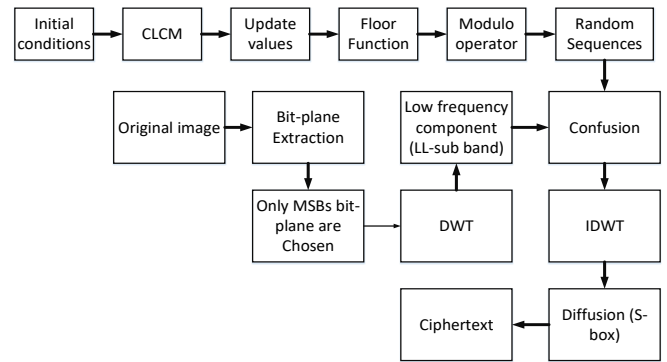 Initial
conditions
CLCM
Update
values
Floor
Function
Modulo
operator
Random
Sequences
Original image
Bit-plane
Extraction
Low frequency
component
(LL-sub band)
Confusion
Only MSBs bit-
plane are
Chosen
DWT
IDWT
Ciphertext
Diffusion (S-
box)